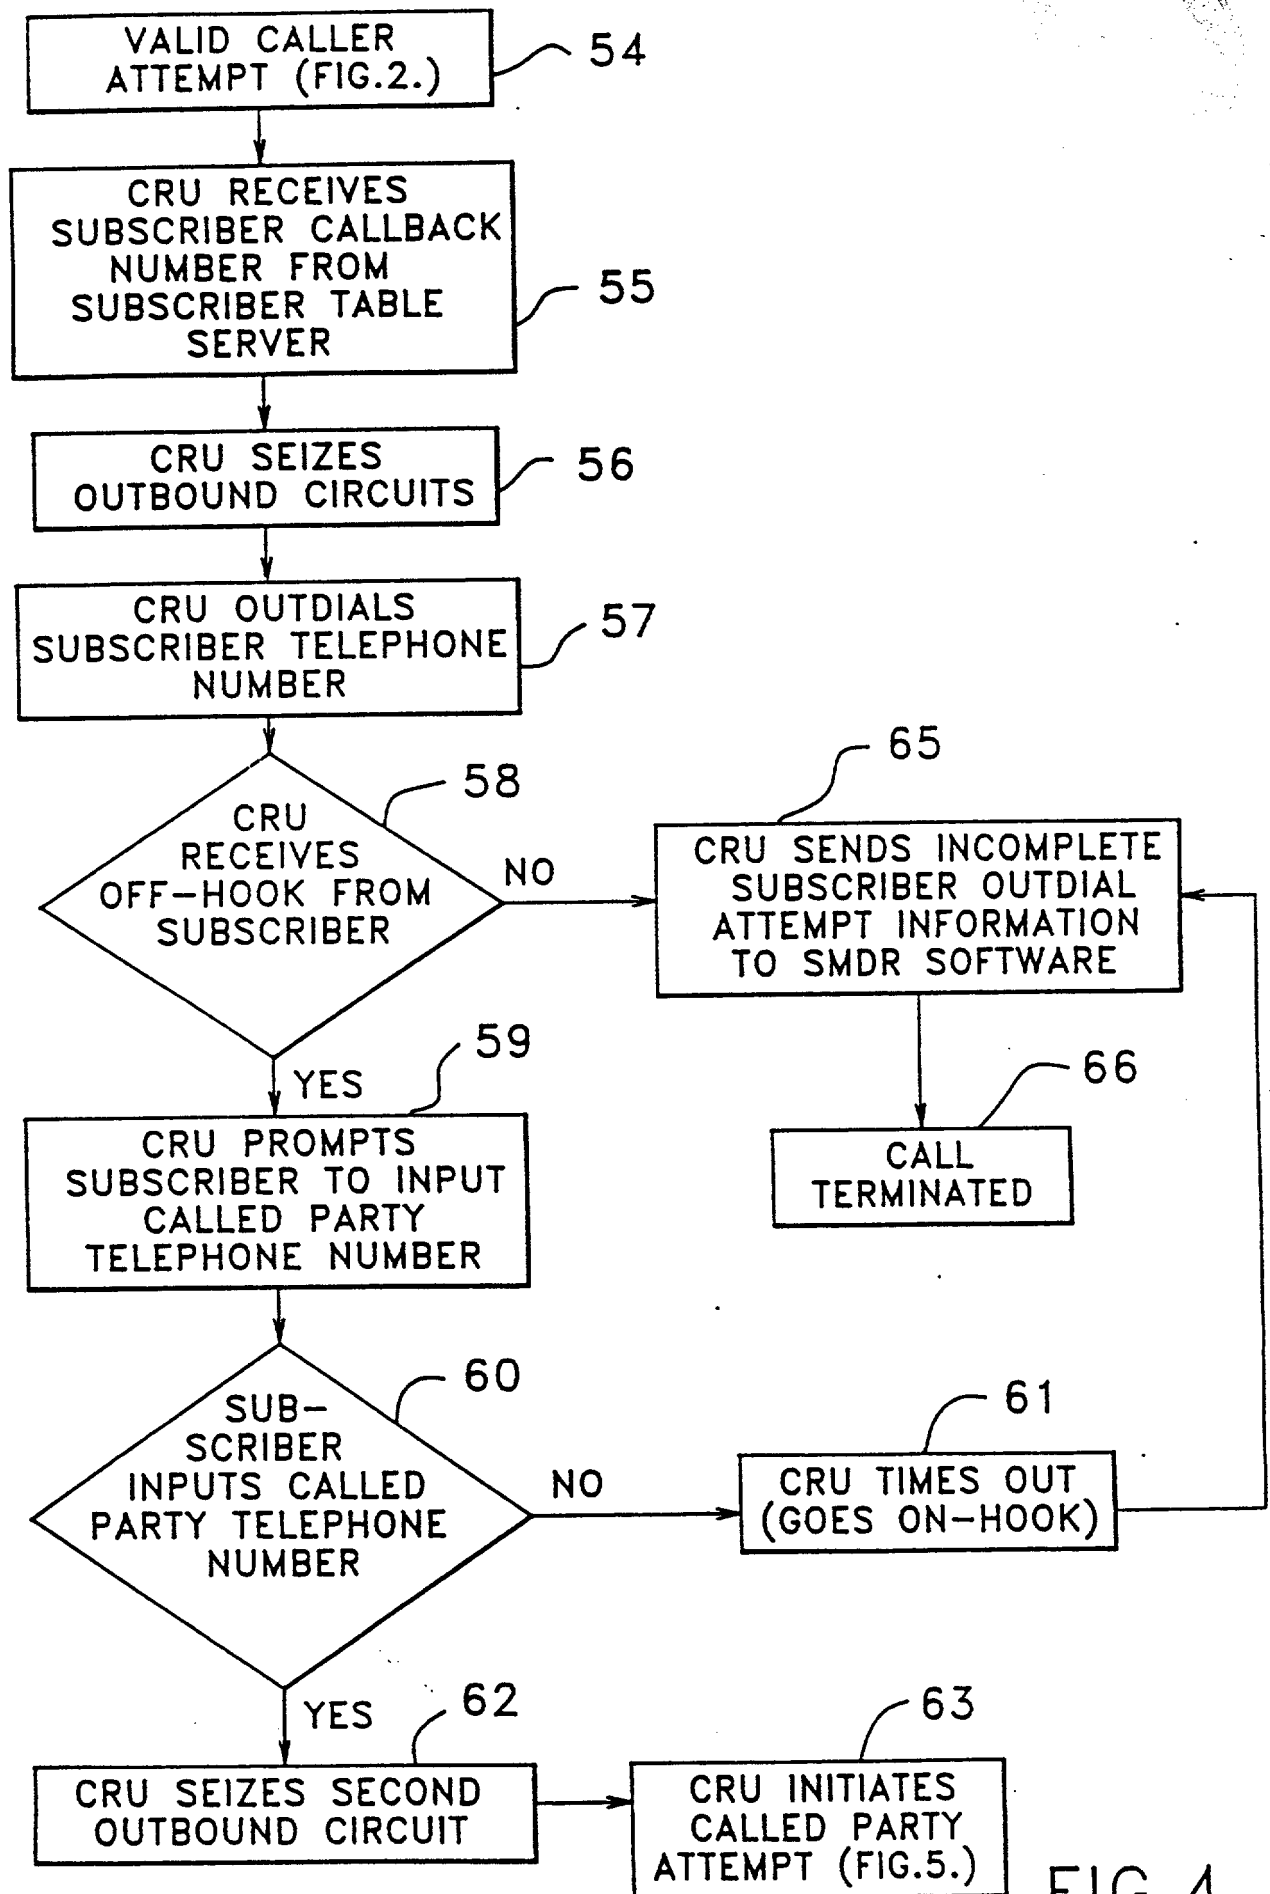 VALID CALLER
ATTEMPT (FIG.2.)
54
CRU RECEIVES
SUBSCRIBER CALLBACK
NUMBER FROM
SUBSCRIBER TABLE
SERVER
55
CRU SEIZES
OUTBOUND CIRCUITS
56
CRU OUTDIALS
SUBSCRIBER TELEPHONE
NUMBER
57
58
CRU
RECEIVES
OFF-HOOK FROM
SUBSCRIBER
NO
65
CRU SENDS INCOMPLETE
SUBSCRIBER OUTDIAL
ATTEMPT INFORMATION
TO SMDR SOFTWARE
66
CALL
TERMINATED
YES
59
CRU PROMPTS
SUBSCRIBER TO INPUT
CALLED PARTY
TELEPHONE NUMBER
60
SUB-
SCRIBER
INPUTS CALLED
PARTY TELEPHONE
NUMBER
NO
61
CRU TIMES OUT
(GOES ON-HOOK)
YES
62
CRU SEIZES SECOND
OUTBOUND CIRCUIT
63
CRU INITIATES
CALLED PARTY
ATTEMPT (FIG.5.)
FIG.4